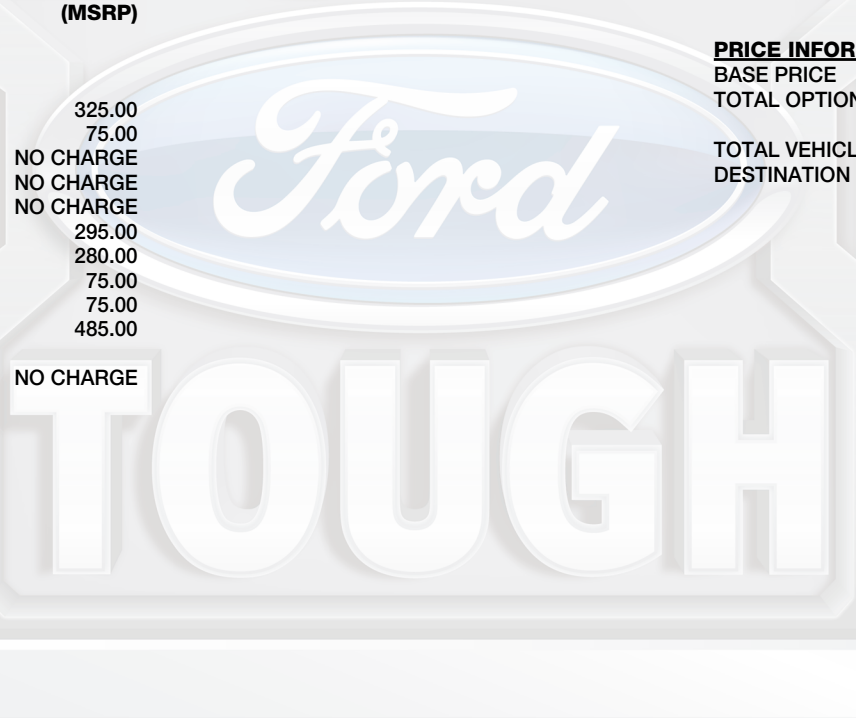 (MSRP)
325.00
75.00
NO CHARGE
NO CHARGE
NO CHARGE
295.00
280.00
75.00
75.00
485.00
NO CHARGE
PRICE INFOR
BASE PRICE
TOTAL OPTION
TOTAL VEHICL
DESTINATION
Ford
TOUGH